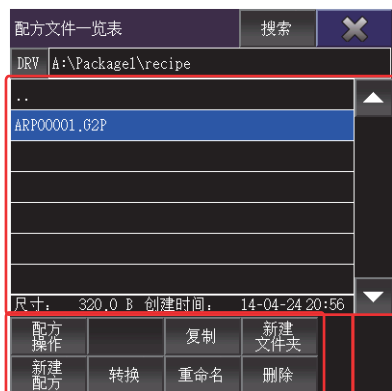 配方文件一览表 搜索
DRV A:\Package1\recipe
..
ARP00001.G2P
尺寸: 320.0 B 创建时间: 14-04-24 20:56
配方操作 复制 新建文件夹
新建配方 转换 重命名 删除